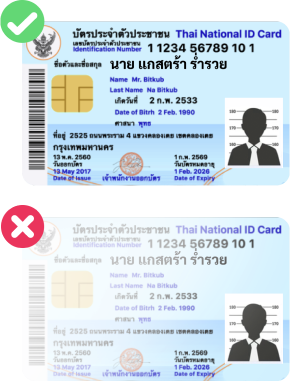 บัตรประจำตัวประชาชน Thai National ID Card
เลขประจำตัวประชาชน
Identification Number 1 1234 56789 10 1
ชื่อตัวและชื่อสกุล นาย แกสตร้า ร่ำรวย
Name Mr. Bitkub
Last Name Na Bitkub
เกิดวันที่ 2 ก.พ. 2533
Date of Bitrh 2 Feb. 1990
ศาสนา พุทธ
ที่อยู่ 2525 ถนนพระราม 4 แขวงคลองเตย เขตคลองเตย
กรุงเทพมหานคร
13 พ.ค. 2560
วันออกบัตร
13 May 2017
Date of Issue
เจ้าพนักงานออกบัตร
1 ก.พ. 2569
วันบัตรหมดอายุ
1 Feb. 2026
Date of Expiry
บัตรประจำตัวประชาชน Thai National ID Card
เลขประจำตัวประชาชน
Identification Number 1 1234 56789 10 1
ชื่อตัวและชื่อสกุล นาย แกสตร้า ร่ำรวย
Name Mr. Bitkub
Last Name Na Bitkub
เกิดวันที่ 2 ก.พ. 2533
Date of Bitrh 2 Feb. 1990
ศาสนา พุทธ
ที่อยู่ 2525 ถนนพระราม 4 แขวงคลองเตย เขตคลองเตย
กรุงเทพมหานคร
13 พ.ค. 2560
วันออกบัตร
13 May 2017
Date of Issue
เจ้าพนักงานออกบัตร
1 ก.พ. 2569
วันบัตรหมดอายุ
1 Feb. 2026
Date of Expiry